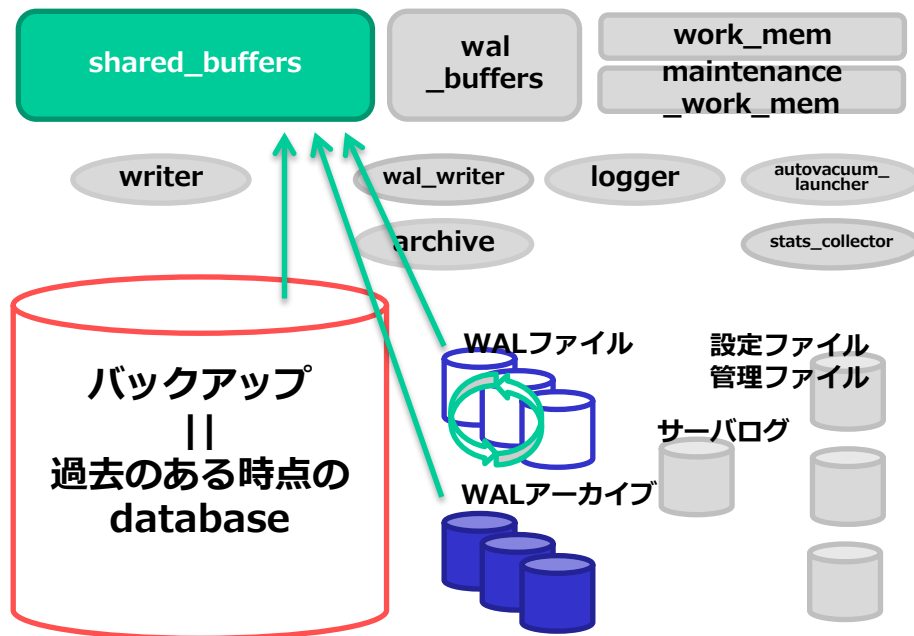 shared_buffers
wal
_buffers
work_mem
maintenance
_work_mem
writer
wal_writer
logger
autovacuum_
launcher
archive
stats_collector
バックアップ
||
過去のある時点の
database
WALファイル
設定ファイル
管理ファイル
サーバログ
WALアーカイブ